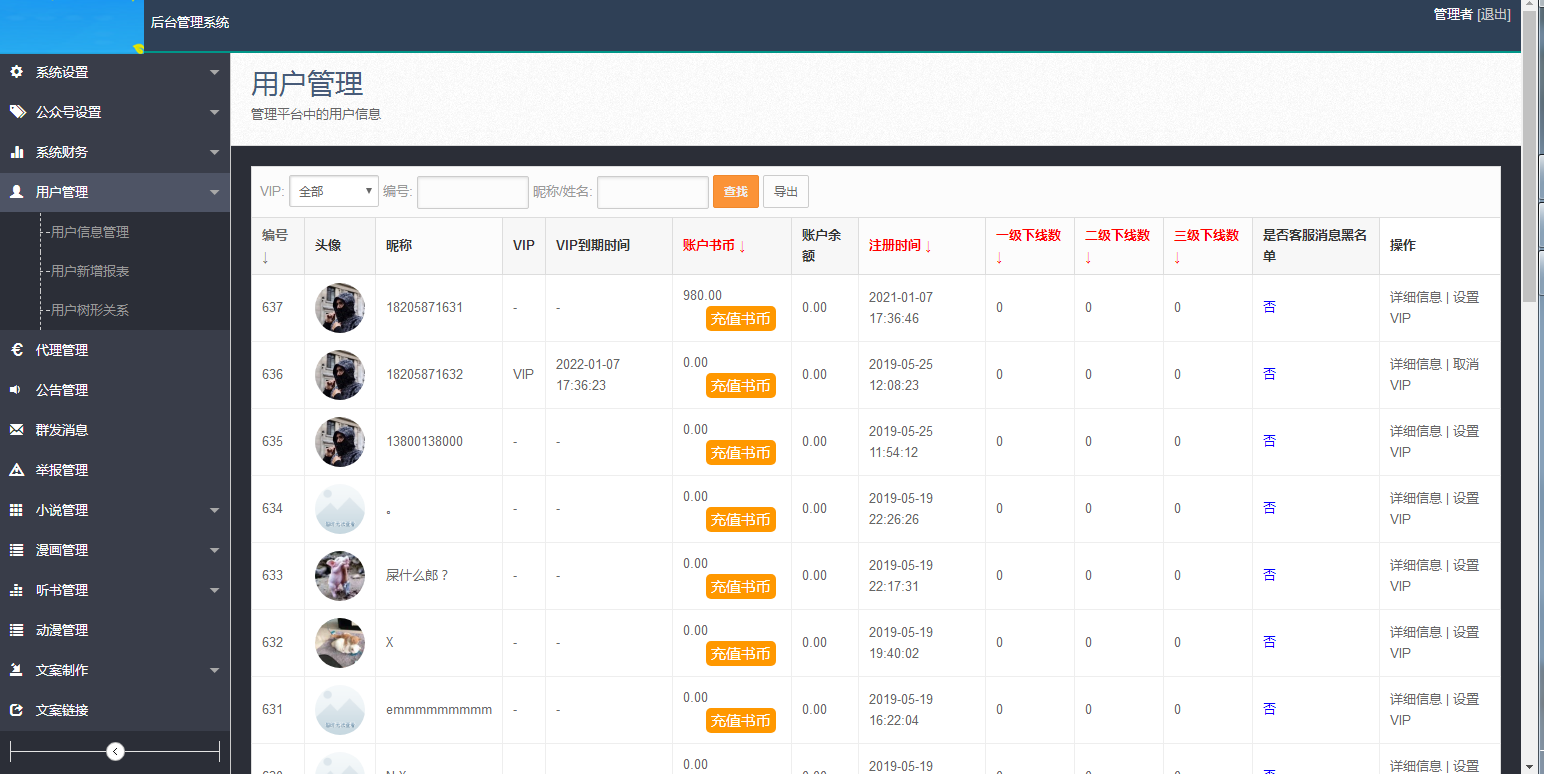 后台管理系统
管理者 [退出]
系统设置
公众号设置
系统财务
用户管理
-用户信息管理
-用户新增报表
-用户树形关系
代理管理
公告管理
群发消息
举报管理
小说管理
漫画管理
听书管理
动漫管理
文案制作
文案链接
用户管理
管理平台中的用户信息
VIP: 全部 编号: 昵称/姓名: 查找 导出
编号↓ 头像 昵称 VIP VIP到期时间 账户书币↓ 账户余额 注册时间↓ 一级下线数↓ 二级下线数↓ 三级下线数↓ 是否客服消息黑名单 操作
637 18205871631 - - 980.00 充值书币 0.00 2021-01-07 17:36:46 0 0 0 否 详细信息 | 设置VIP
636 18205871632 VIP 2022-01-07 17:36:23 0.00 充值书币 0.00 2019-05-25 12:08:23 0 0 0 否 详细信息 | 取消VIP
635 13800138000 - - 0.00 充值书币 0.00 2019-05-25 11:54:12 0 0 0 否 详细信息 | 设置VIP
634 。 - - 0.00 充值书币 0.00 2019-05-19 22:26:26 0 0 0 否 详细信息 | 设置VIP
633 屎什么郎？ - - 0.00 充值书币 0.00 2019-05-19 22:17:31 0 0 0 否 详细信息 | 设置VIP
632 X - - 0.00 充值书币 0.00 2019-05-19 19:40:02 0 0 0 否 详细信息 | 设置VIP
631 emmmmmmmmm - - 0.00 充值书币 0.00 2019-05-19 16:22:04 0 0 0 否 详细信息 | 设置VIP
0.00 2019-05-19 详细信息 | 设置